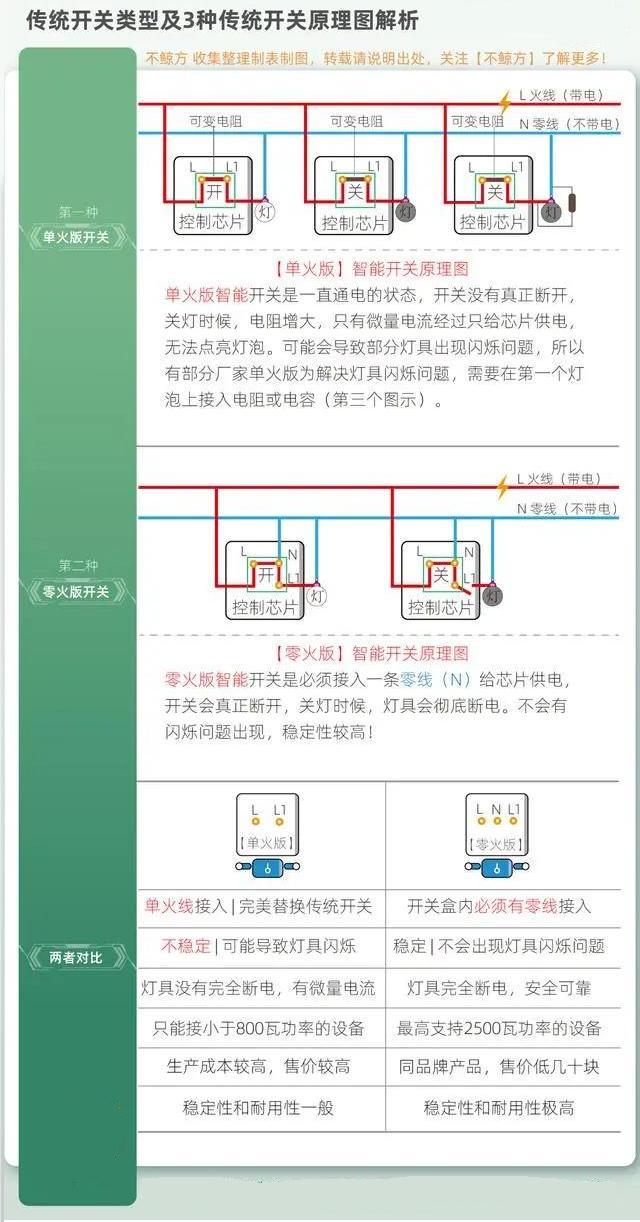 传统开关类型及3种传统开关原理图解析
不鲸方 收集整理制表制图，转载请说明出处，关注【不鲸方】了解更多！
L 火线（带电）
可变电阻 可变电阻 可变电阻 N 零线（不带电）
L L1 L L1 L L1
开 关 关
灯 灯 灯
控制芯片 控制芯片 控制芯片
第一种
《单火版开关》
【单火版】智能开关原理图
单火版智能开关是一直通电的状态，开关没有真正断开，
关灯时候，电阻增大，只有微量电流经过只给芯片供电，
无法点亮灯泡。可能会导致部分灯具出现闪烁问题，所以
有部分厂家单火版为解决灯具闪烁问题，需要在第一个灯
泡上接入电阻或电容（第三个图示）。
L 火线（带电）
N 零线（不带电）
L N L N
开 L1 关 L1
灯 灯
控制芯片 控制芯片
第二种
《零火版开关》
【零火版】智能开关原理图
零火版智能开关是必须接入一条零线（N）给芯片供电，
开关会真正断开，关灯时候，灯具会彻底断电。不会有
闪烁问题出现，稳定性较高！
L L1 L N L1
【单火版】 【零火版】
单火线接入|完美替换传统开关 开关盒内必须有零线接入
《两者对比》
不稳定|可能导致灯具闪烁 稳定|不会出现灯具闪烁问题
灯具没有完全断电，有微量电流 灯具完全断电，安全可靠
只能接小于800瓦功率的设备 最高支持2500瓦功率的设备
生产成本较高，售价较高 同品牌产品，售价低几十块
稳定性和耐用性一般 稳定性和耐用性极高